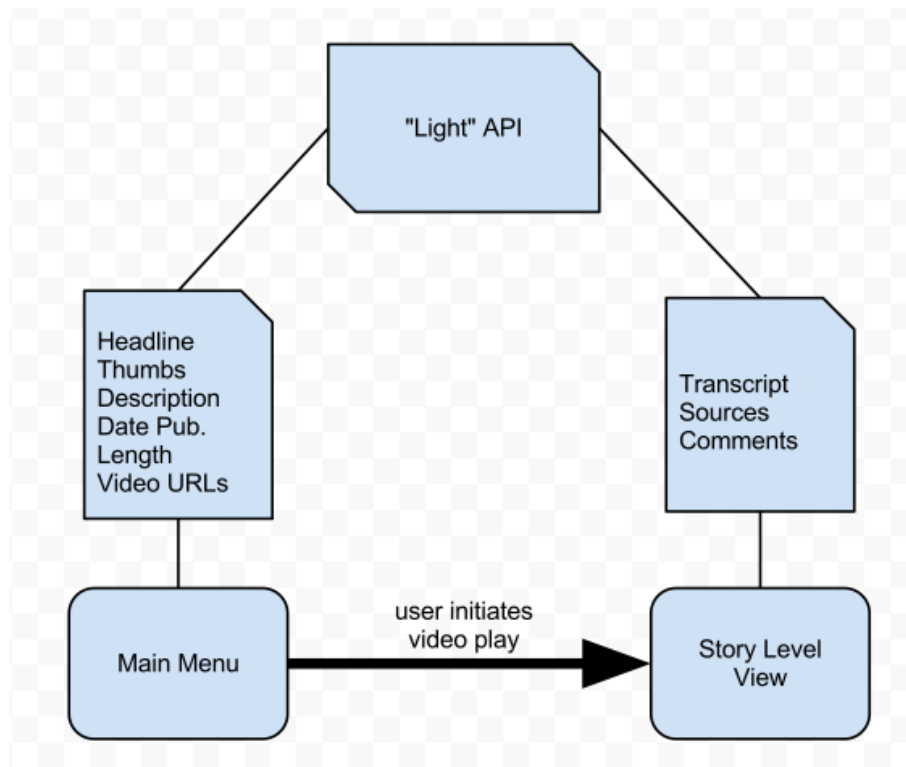 "Light" API
Headline
Thumbs
Description
Date Pub.
Length
Video URLs
Transcript
Sources
Comments
user initiates
video play
Main Menu
Story Level
View